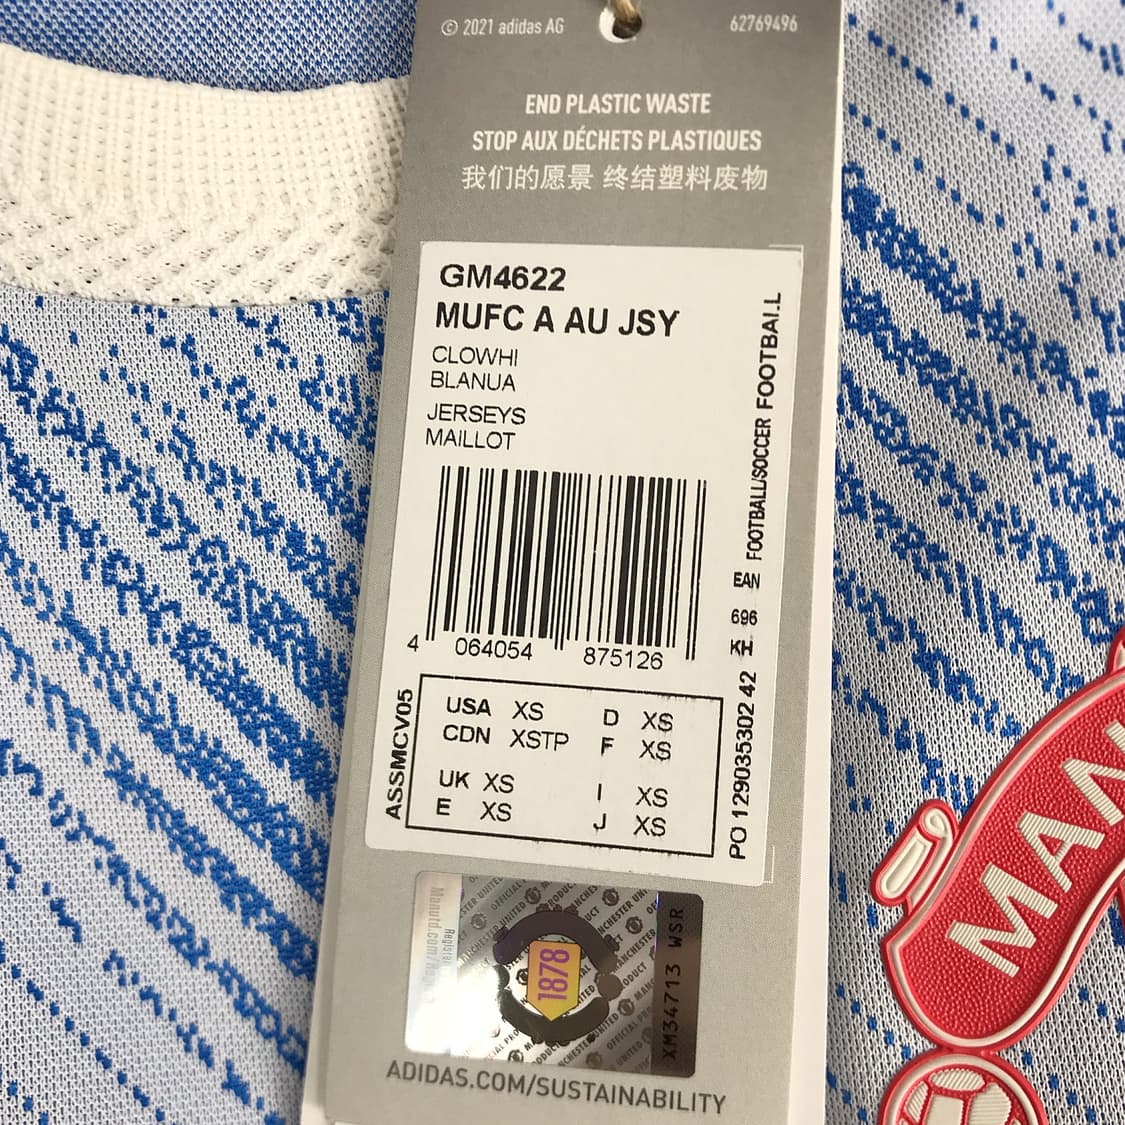 © 2021 adidas AG
62769496
END PLASTIC WASTE
STOP AUX DÉCHETS PLASTIQUES
我们的愿景 终结塑料废物
GM4622
MUFC A AU JSY
CLOWHI
BLANUA
JERSEYS
MAILLOT
FOOTBALL/SOCCER FOOTBALL
EAN
696
KH
4 064054 875126
PO 129035302 42
ASSMCV05
USA XS D XS
CDN XSTP F XS
UK XS I XS
E XS J XS
1878
XM34713 WSR
ADIDAS.COM/SUSTAINABILITY
MAN